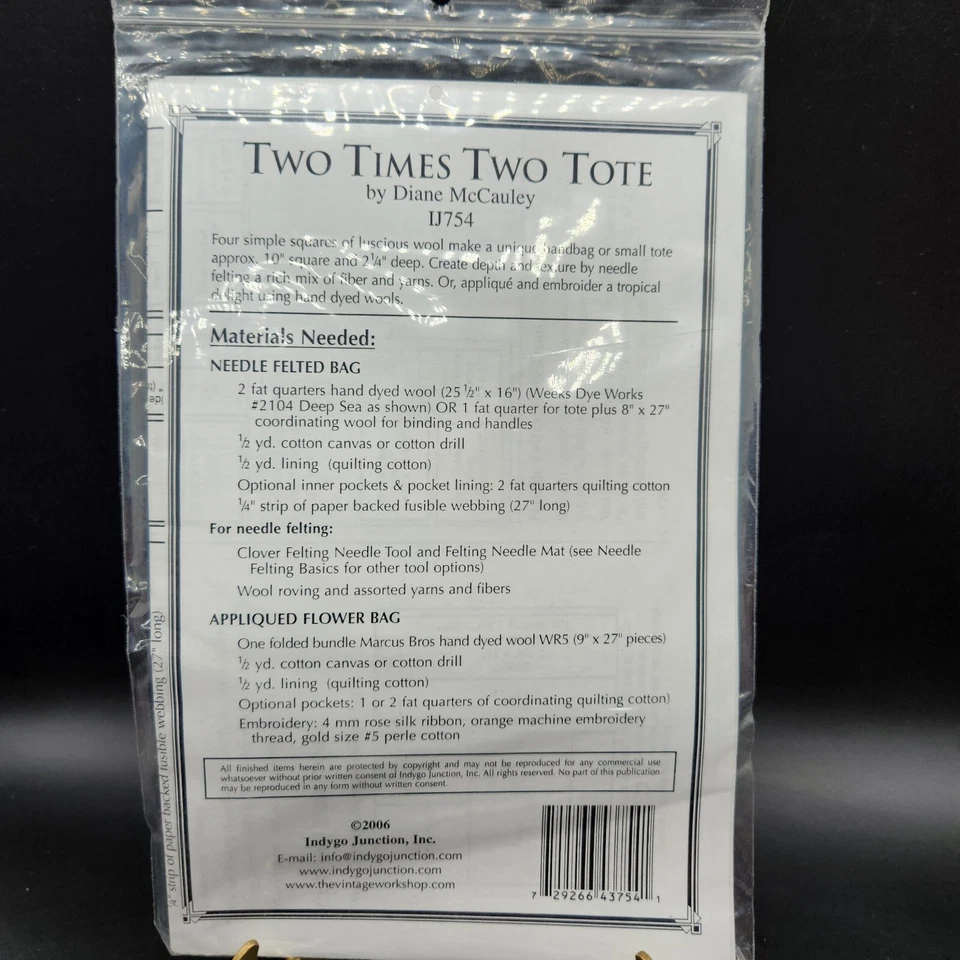 TWO TIMES TWO TOTE
by Diane McCauley
IJ754
Four simple squares of luscious wool make a unique handbag or small tote
approx. 10" square and 2¼" deep. Create depth and texture by needle
felting a rich mix of fiber and yarns. Or, appliqué and embroider a tropical
delight using hand dyed wools.
Materials Needed:
NEEDLE FELTED BAG
2 fat quarters hand dyed wool (25 ½" x 16") (Weeks Dye Works
#2104 Deep Sea as shown) OR 1 fat quarter for tote plus 8" x 27"
coordinating wool for binding and handles
½ yd. cotton canvas or cotton drill
½ yd. lining (quilting cotton)
Optional inner pockets & pocket lining: 2 fat quarters quilting cotton
¼" strip of paper backed fusible webbing (27" long)
For needle felting:
Clover Felting Needle Tool and Felting Needle Mat (see Needle
Felting Basics for other tool options)
Wool roving and assorted yarns and fibers
APPLIQUED FLOWER BAG
One folded bundle Marcus Bros hand dyed wool WR5 (9" x 27" pieces)
½ yd. cotton canvas or cotton drill
½ yd. lining (quilting cotton)
Optional pockets: 1 or 2 fat quarters of coordinating quilting cotton)
Embroidery: 4 mm rose silk ribbon, orange machine embroidery
thread, gold size #5 perle cotton
All finished items herein are protected by copyright and may not be reproduced for any commercial use
whatsoever without prior written consent of Indygo Junction, Inc. All rights reserved. No part of this publication
may be reproduced in any form without written consent.
©2006
Indygo Junction, Inc.
E-mail: info@indygojunction.com
www.indygojunction.com
www.thevintageworkshop.com
7 29266 43754 1
¼" strip of paper backed fusible webbing (27" long)